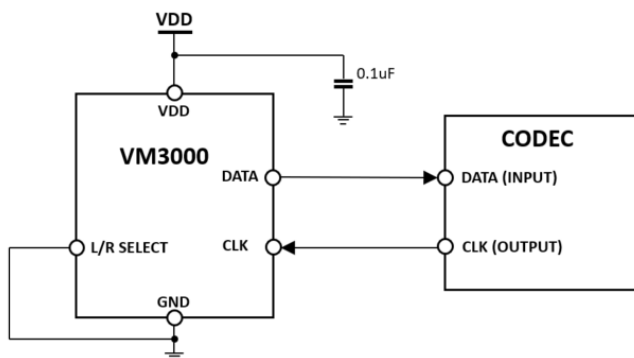 VDD
0.1uF
VDD
VM3000
CODEC
DATA
DATA (INPUT)
L/R SELECT
CLK
CLK (OUTPUT)
GND